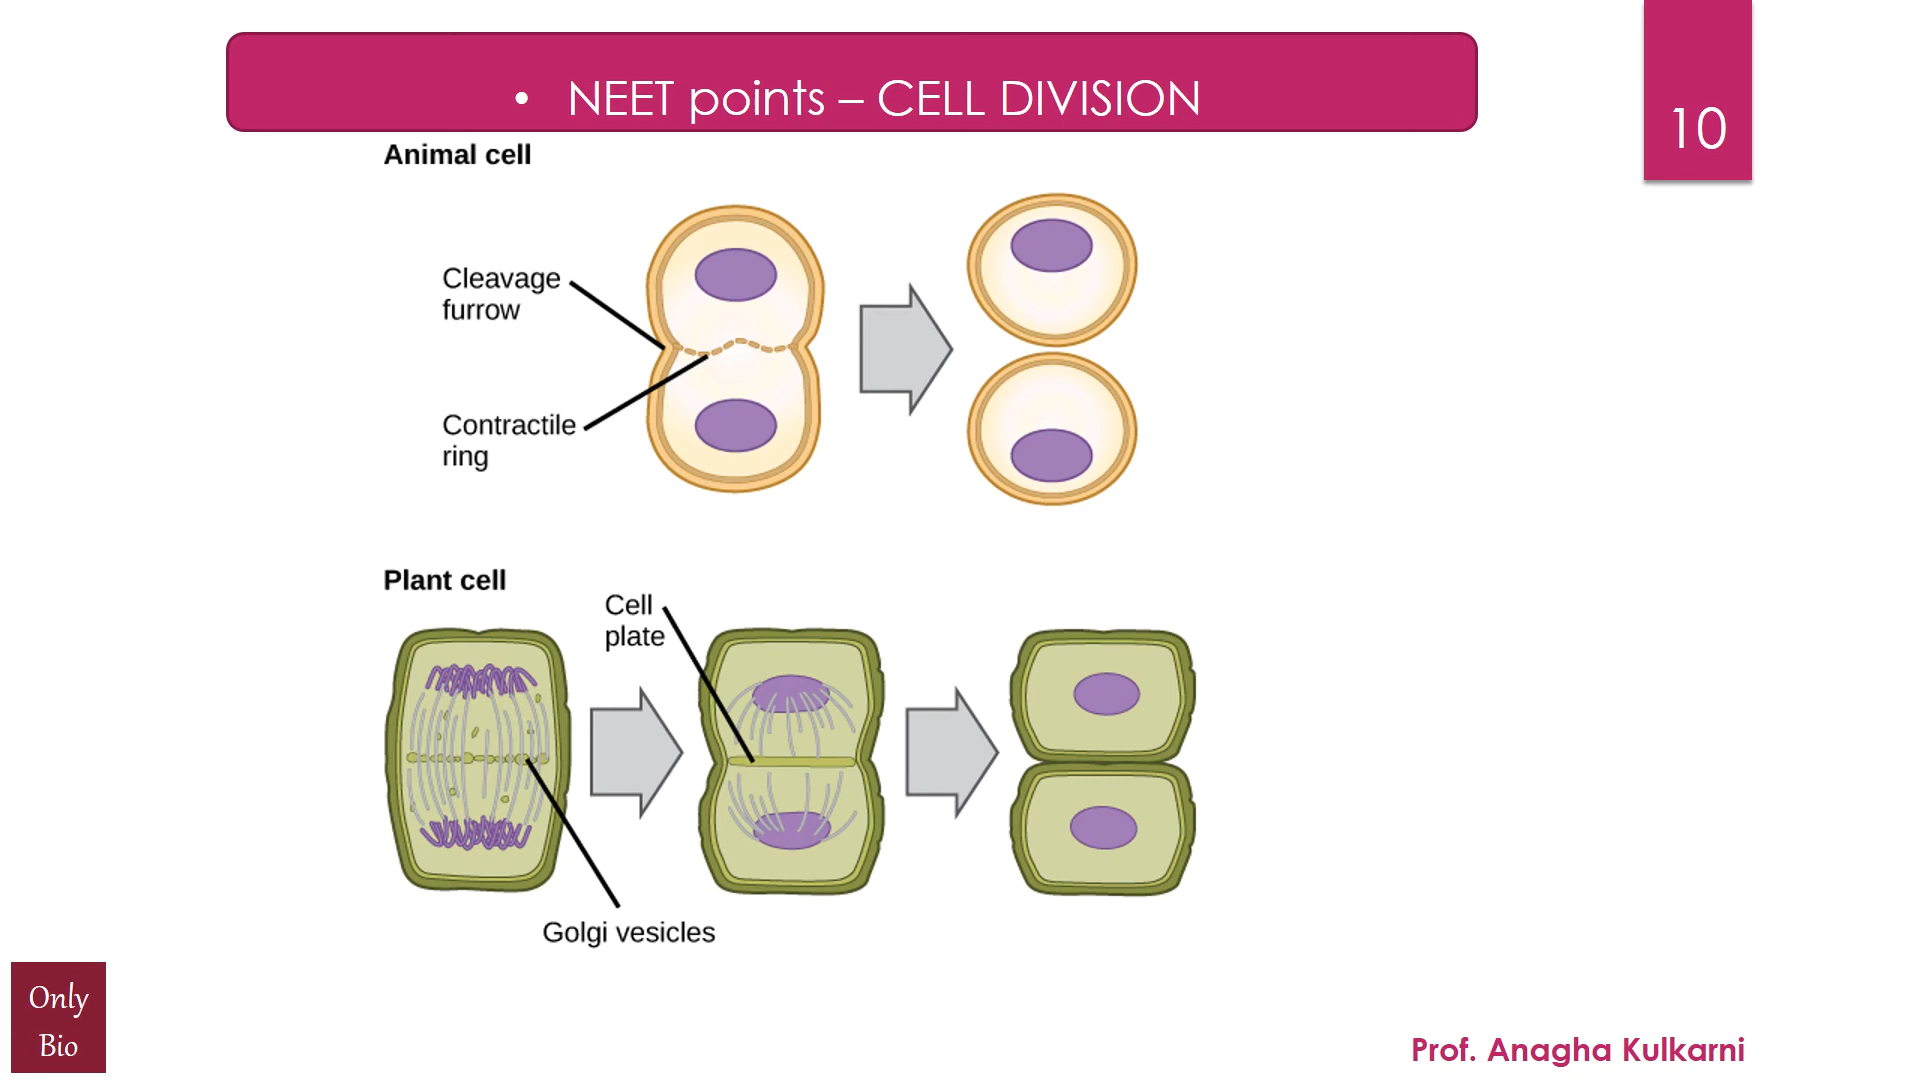 • NEET points – CELL DIVISION
10
Animal cell
Cleavage
furrow
Contractile
ring
Plant cell
Cell
plate
Golgi vesicles
Only
Bio
Prof. Anagha Kulkarni